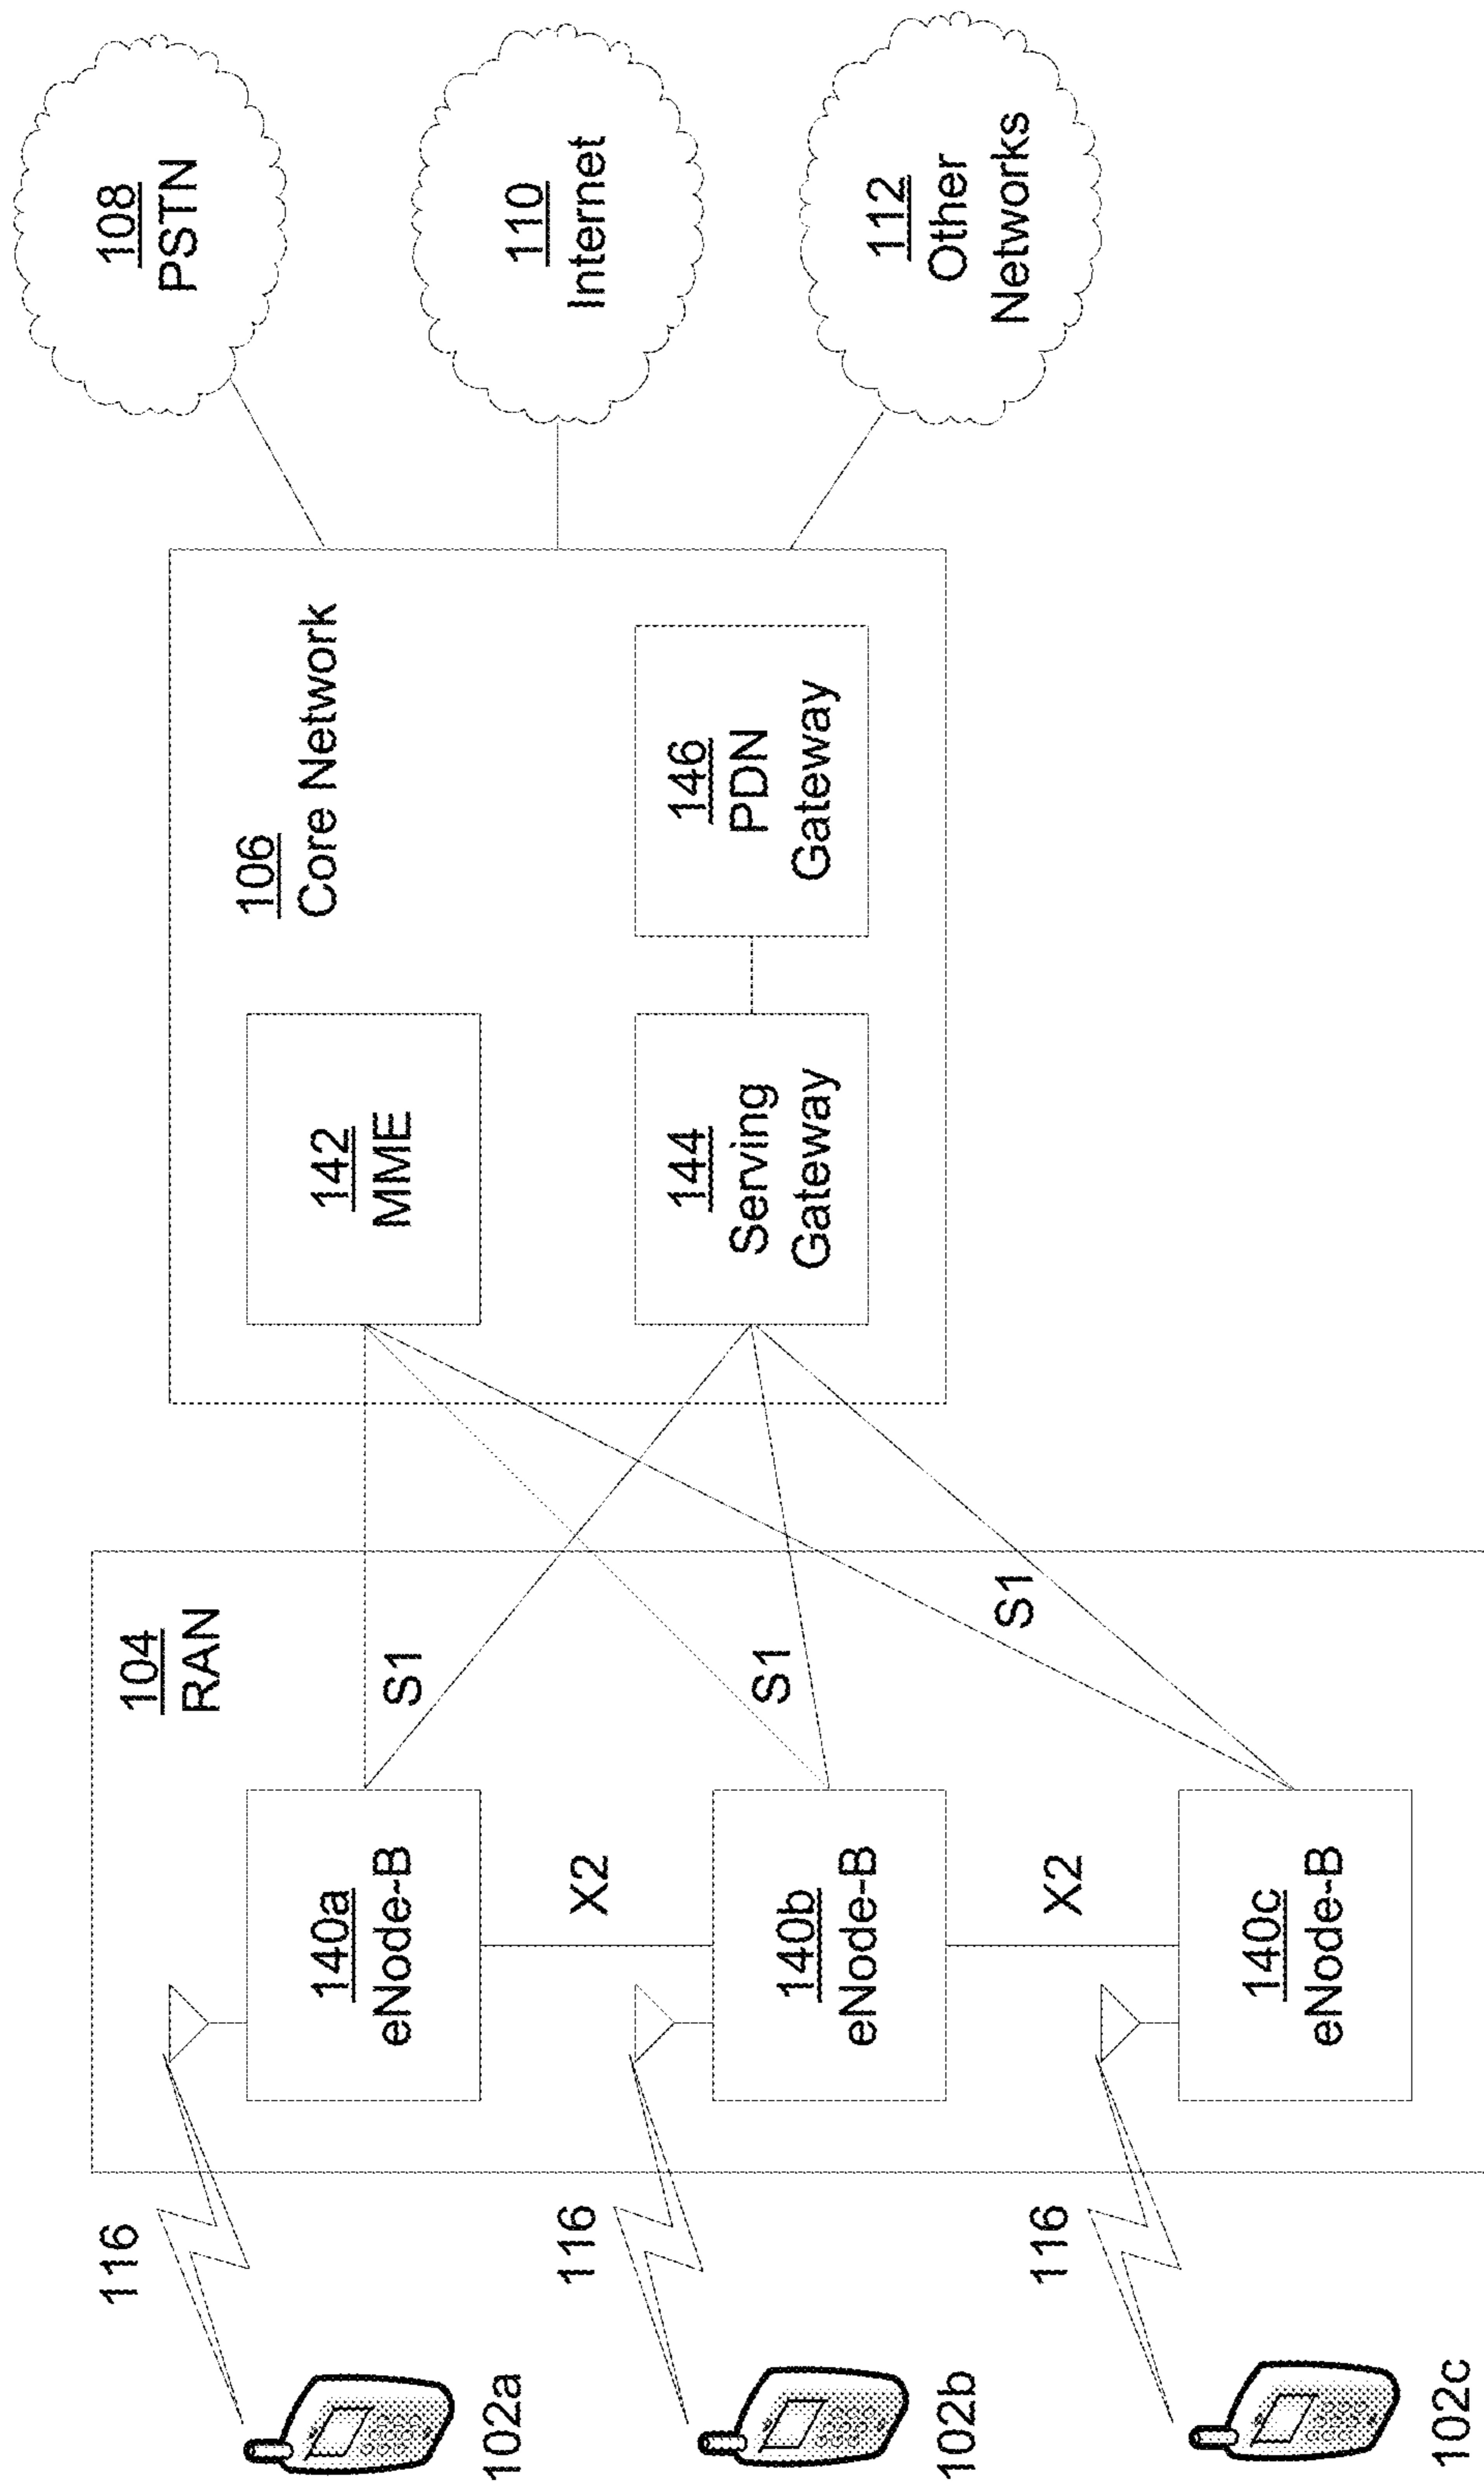 116
104
RAN
106
Core Network
108
PSTN
102a
140a
eNode-B
S1
142
MME
X2
110
Internet
116
102b
140b
eNode-B
S1
144
Serving
Gateway
146
PDN
Gateway
X2
S1
112
Other
Networks
116
102c
140c
eNode-B